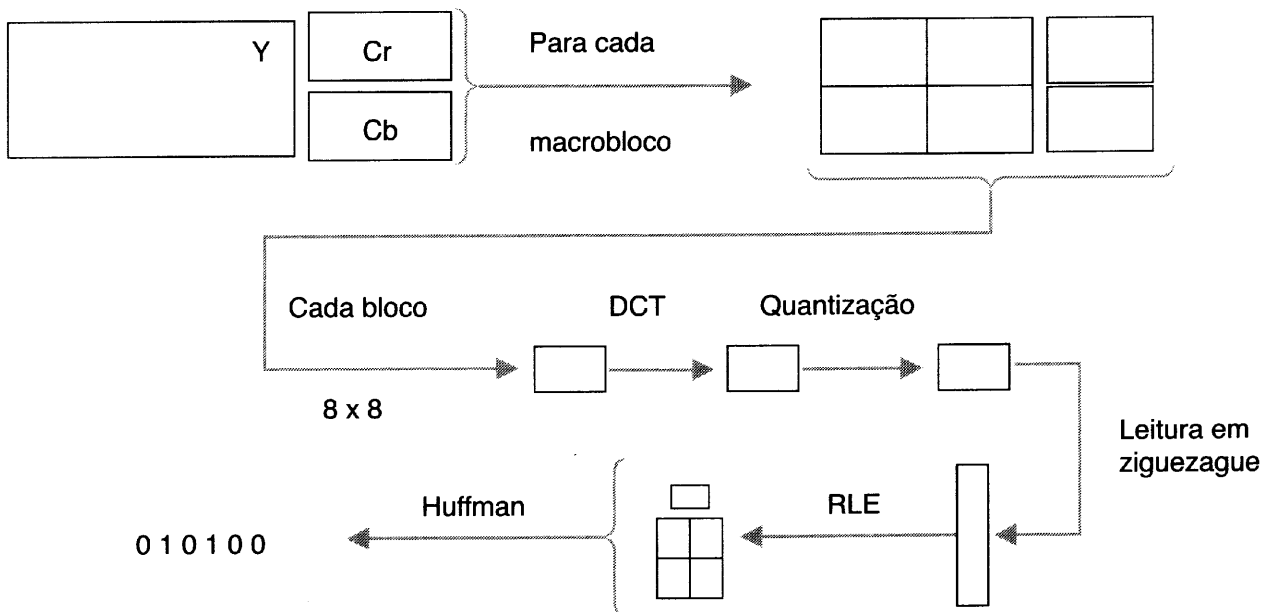 Y
Cr
Cb
Para cada
macrobloco
Cada bloco
8 x 8
DCT
Quantização
Leitura em
ziguezague
RLE
Huffman
0 1 0 1 0 0